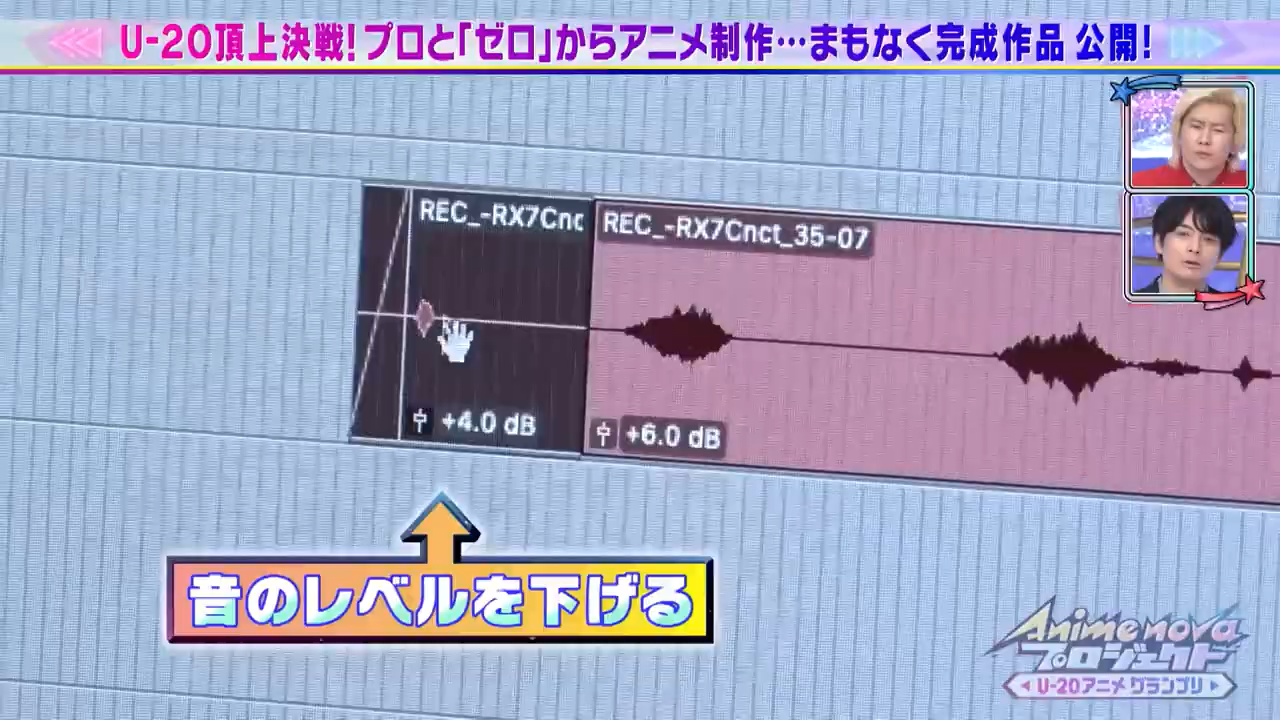 U-20頂上決戦!プロと「ゼロ」からアニメ制作…まもなく完成作品 公開!
REC_-RX7Cnc
REC_-RX7Cnct_35-07
+4.0 dB
+6.0 dB
音のレベルを下げる
Anime nova
プロジェクト
U-20アニメ グランプリ